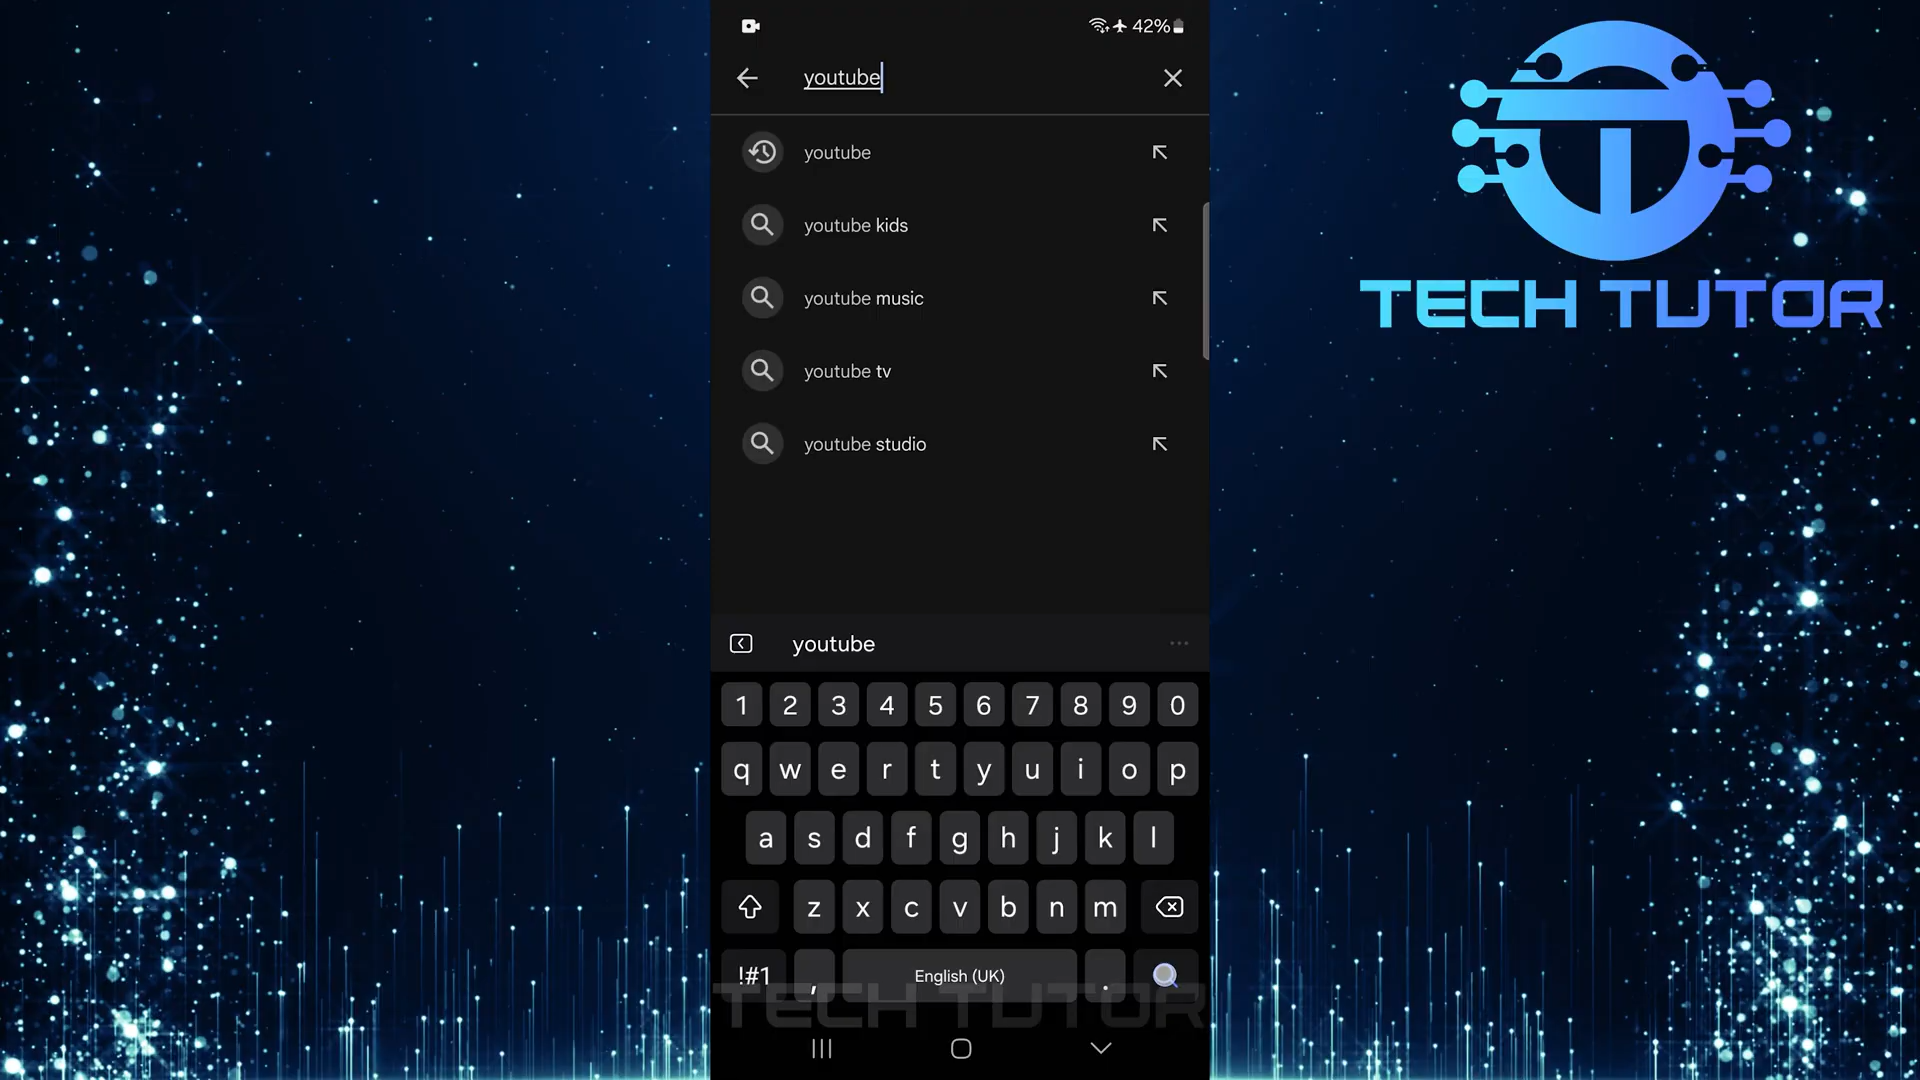 42%
youtube
youtube
youtube kids
youtube music
youtube tv
youtube studio
youtube
1 2 3 4 5 6 7 8 9 0
q w e r t y u i o p
a s d f g h j k l
z x c v b n m
!#1 , English (UK) .
TECH TUTOR
TECH TUTOR